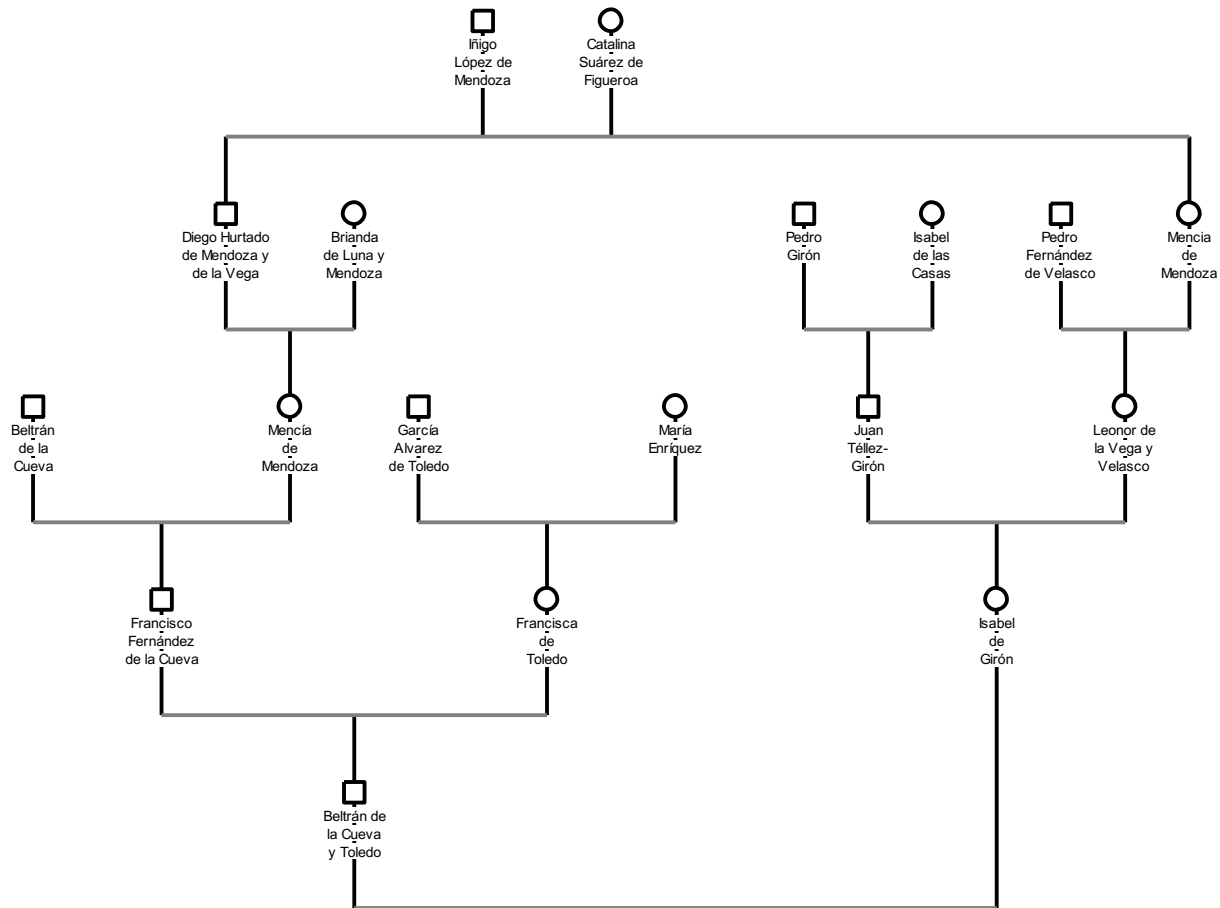 Iñigo
López de
Mendoza
Catalina
Suárez de
Figueroa
Diego Hurtado
de Mendoza y
de la Vega
Brianda
de Luna y
Mendoza
Pedro
Girón
Isabel
de las
Casas
Pedro
Fernández
de Velasco
Mencia
de
Mendoza
Beltrán
de la
Cueva
Mencía
de
Mendoza
García
Alvarez
de Toledo
María
Enríquez
Juan
Téllez-
Girón
Leonor de
la Vega y
Velasco
Francisco
Fernández
de la Cueva
Francisca
de
Toledo
Isabel
de
Girón
Beltrán de
la Cueva
y Toledo